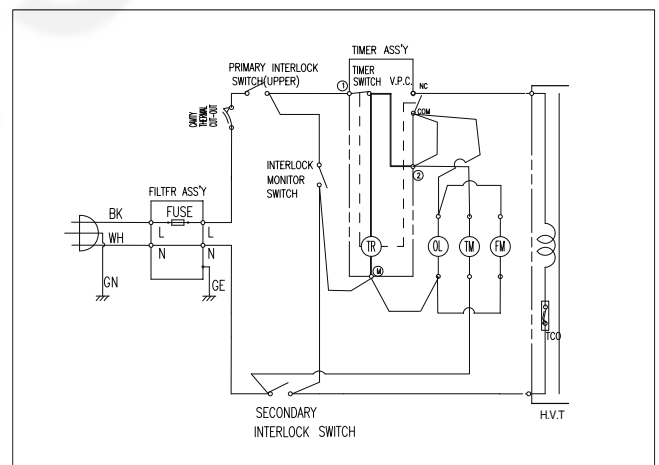 TIMER ASS'Y
PRIMARY INTERLOCK
SWITCH(UPPER)
TIMER
SWITCH
V.P.C.
NC
①
COM
CAVITY
THERMAL
CUT-OUT
INTERLOCK
MONITOR
SWITCH
②
FILTFR ASS'Y
BK
FUSE
L
L
WH
N
N
GN
GE
TR
OL
TM
FM
M
TCO
SECONDARY
INTERLOCK SWITCH
H.V.T